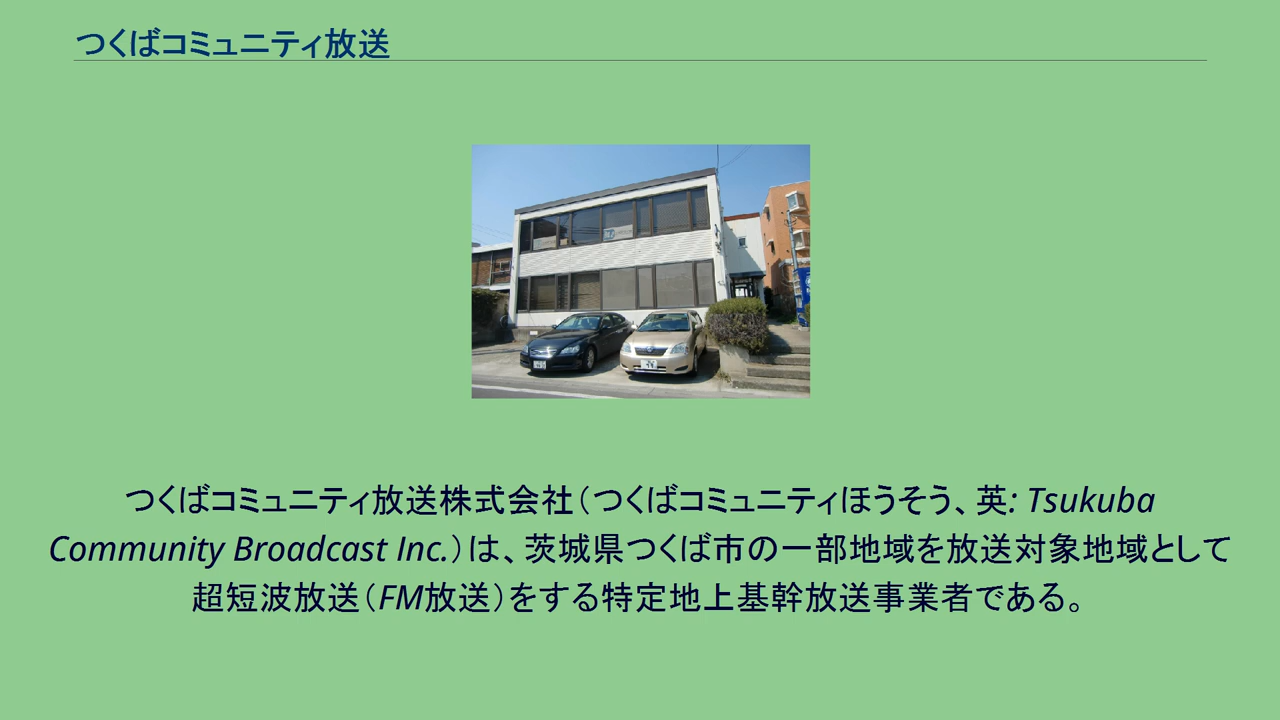 つくばコミュニティ放送
つくばコミュニティ放送株式会社（つくばコミュニティほうそう、英: Tsukuba
Community Broadcast Inc.）は、茨城県つくば市の一部地域を放送対象地域として
超短波放送（FM放送）をする特定地上基幹放送事業者である。